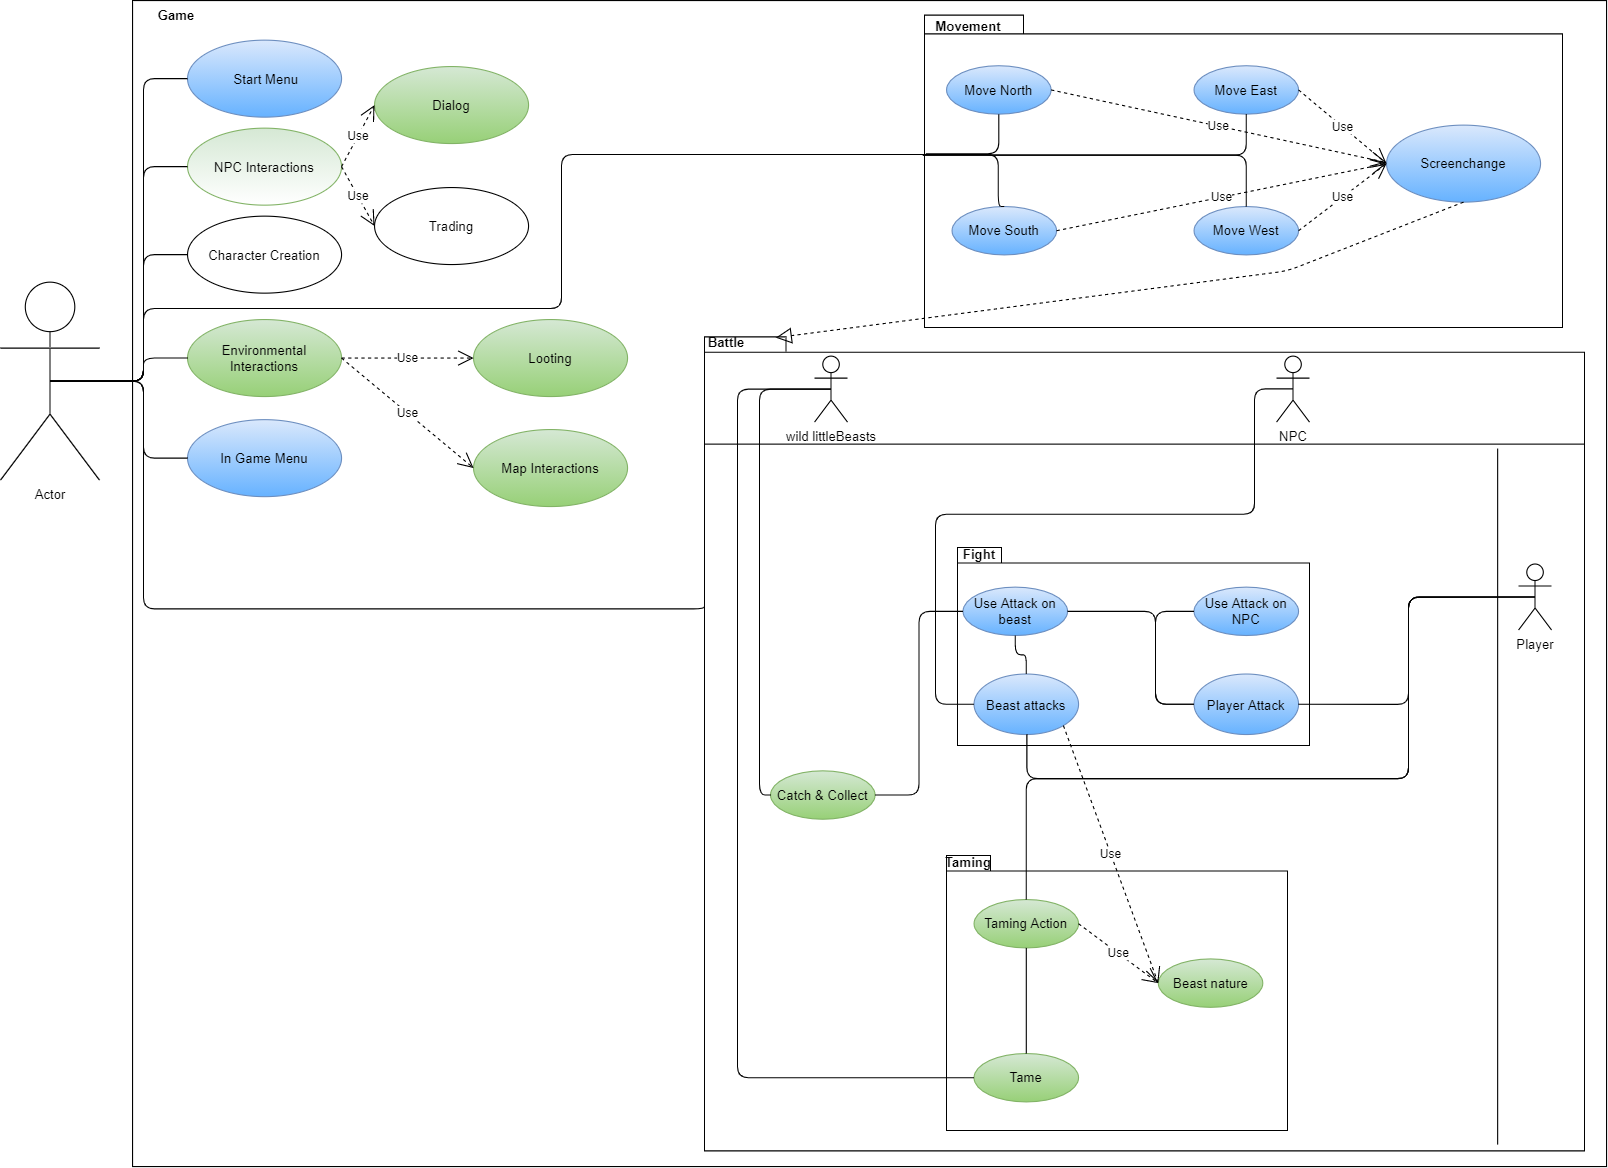 Game
Movement
Start Menu
Dialog
Use
NPC Interactions
Use
Trading
Character Creation
Move North
Move East
Use
Use
Screenchange
Use
Use
Move South
Move West
Environmental
Interactions
Use
Looting
Use
In Game Menu
Map Interactions
Actor
Battle
wild littleBeasts
NPC
Fight
Use Attack on
beast
Use Attack on
NPC
Player
Beast attacks
Player Attack
Catch & Collect
Use
Taming
Taming Action
Use
Beast nature
Tame